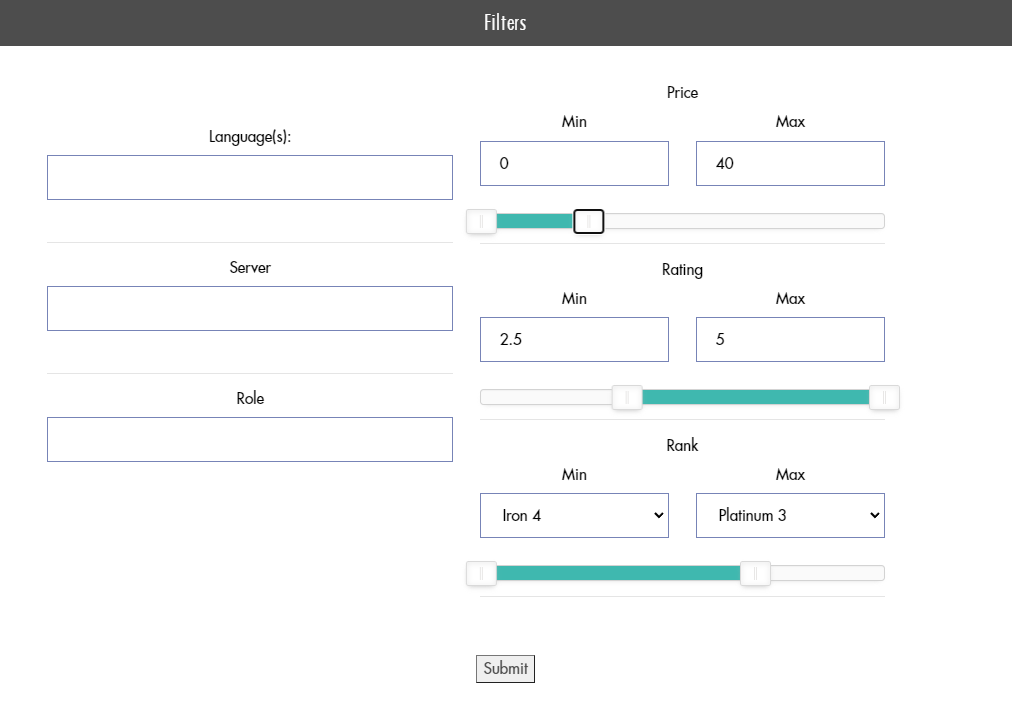 Filters
Language(s):
Server
Role
Price
Min Max
0 40
Rating
Min Max
2.5 5
Rank
Min Max
Iron 4 Platinum 3
Submit